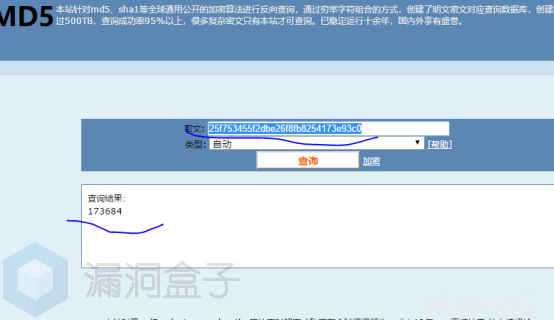 MD5
本站针对md5、sha1等全球通用公开的加密算法进行反向查询，通过穷举字符组合的方式，创建了明文密文对应查询数据库，创建
过500TB，查询成功率95%以上，很多复杂密文只有本站才可查询。已稳定运行十余年，国内外享有盛誉。
密文: 25f753455f2dbe26f8fb8254173e93c0
类型: 自动 [帮助]
查询 加密
查询结果:
173684
漏洞盒子